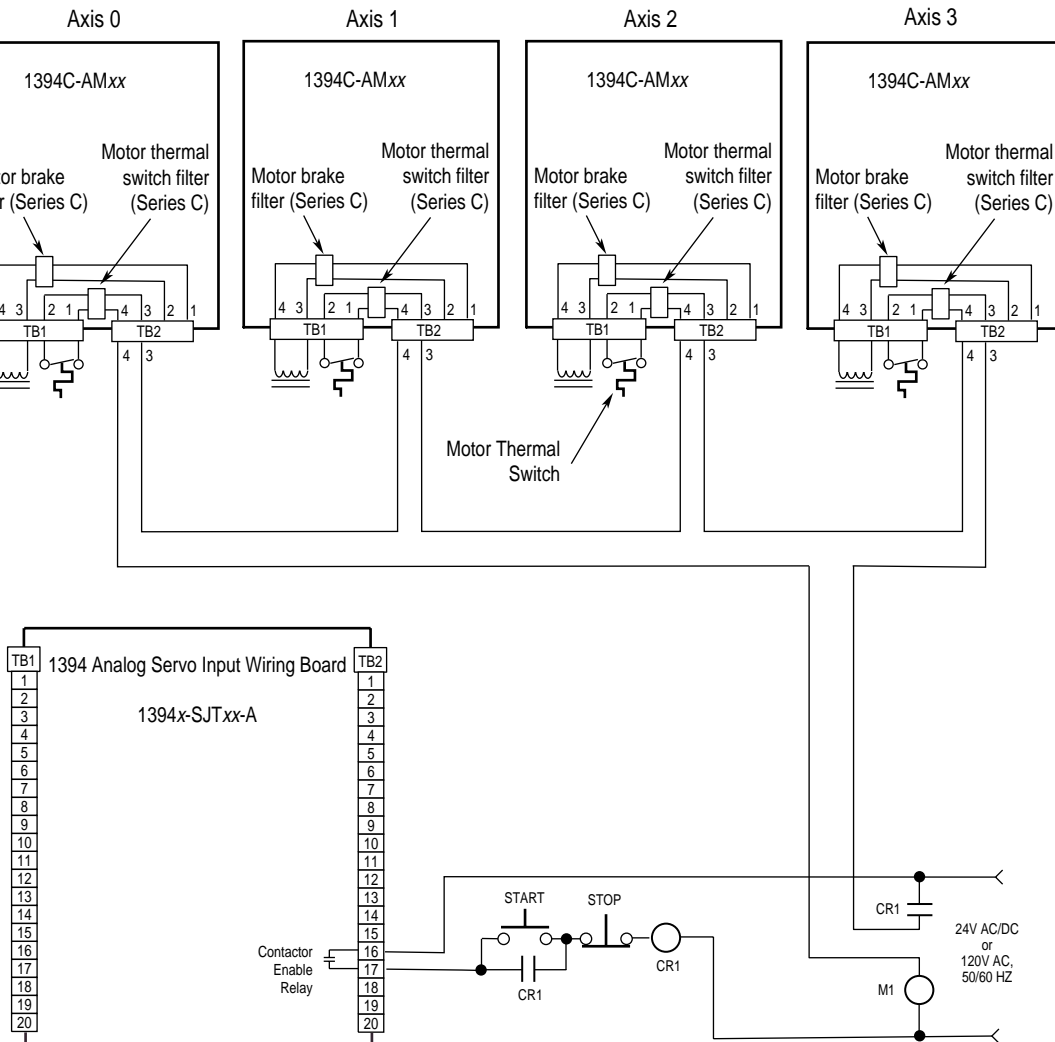 Axis 0
Axis 1
Axis 2
Axis 3
1394C-AMxx
1394C-AMxx
1394C-AMxx
1394C-AMxx
Motor thermal
switch filter
(Series C)
tor brake
r (Series C)
Motor thermal
switch filter
(Series C)
Motor brake
filter (Series C)
Motor thermal
switch filter
(Series C)
Motor brake
filter (Series C)
Motor thermal
switch filter
(Series C)
Motor brake
filter (Series C)
4 3 2 1 4 3 2 1
4 3 2 1 4 3 2 1
4 3 2 1 4 3 2 1
4 3 2 1 4 3 2 1
TB1 TB2
TB1 TB2
TB1 TB2
TB1 TB2
4 3
4 3
4 3
4 3
Motor Thermal
Switch
TB1 1394 Analog Servo Input Wiring Board TB2
1394x-SJTxx-A
1 1
2 2
3 3
4 4
5 5
6 6
7 7
8 8
9 9
10 10
11 11
12 12
13 13
14 14
15 15
16 16
17 17
18 18
19 19
20 20
Contactor
Enable
Relay
START
STOP
CR1
CR1
CR1
M1
24V AC/DC
or
120V AC,
50/60 HZ